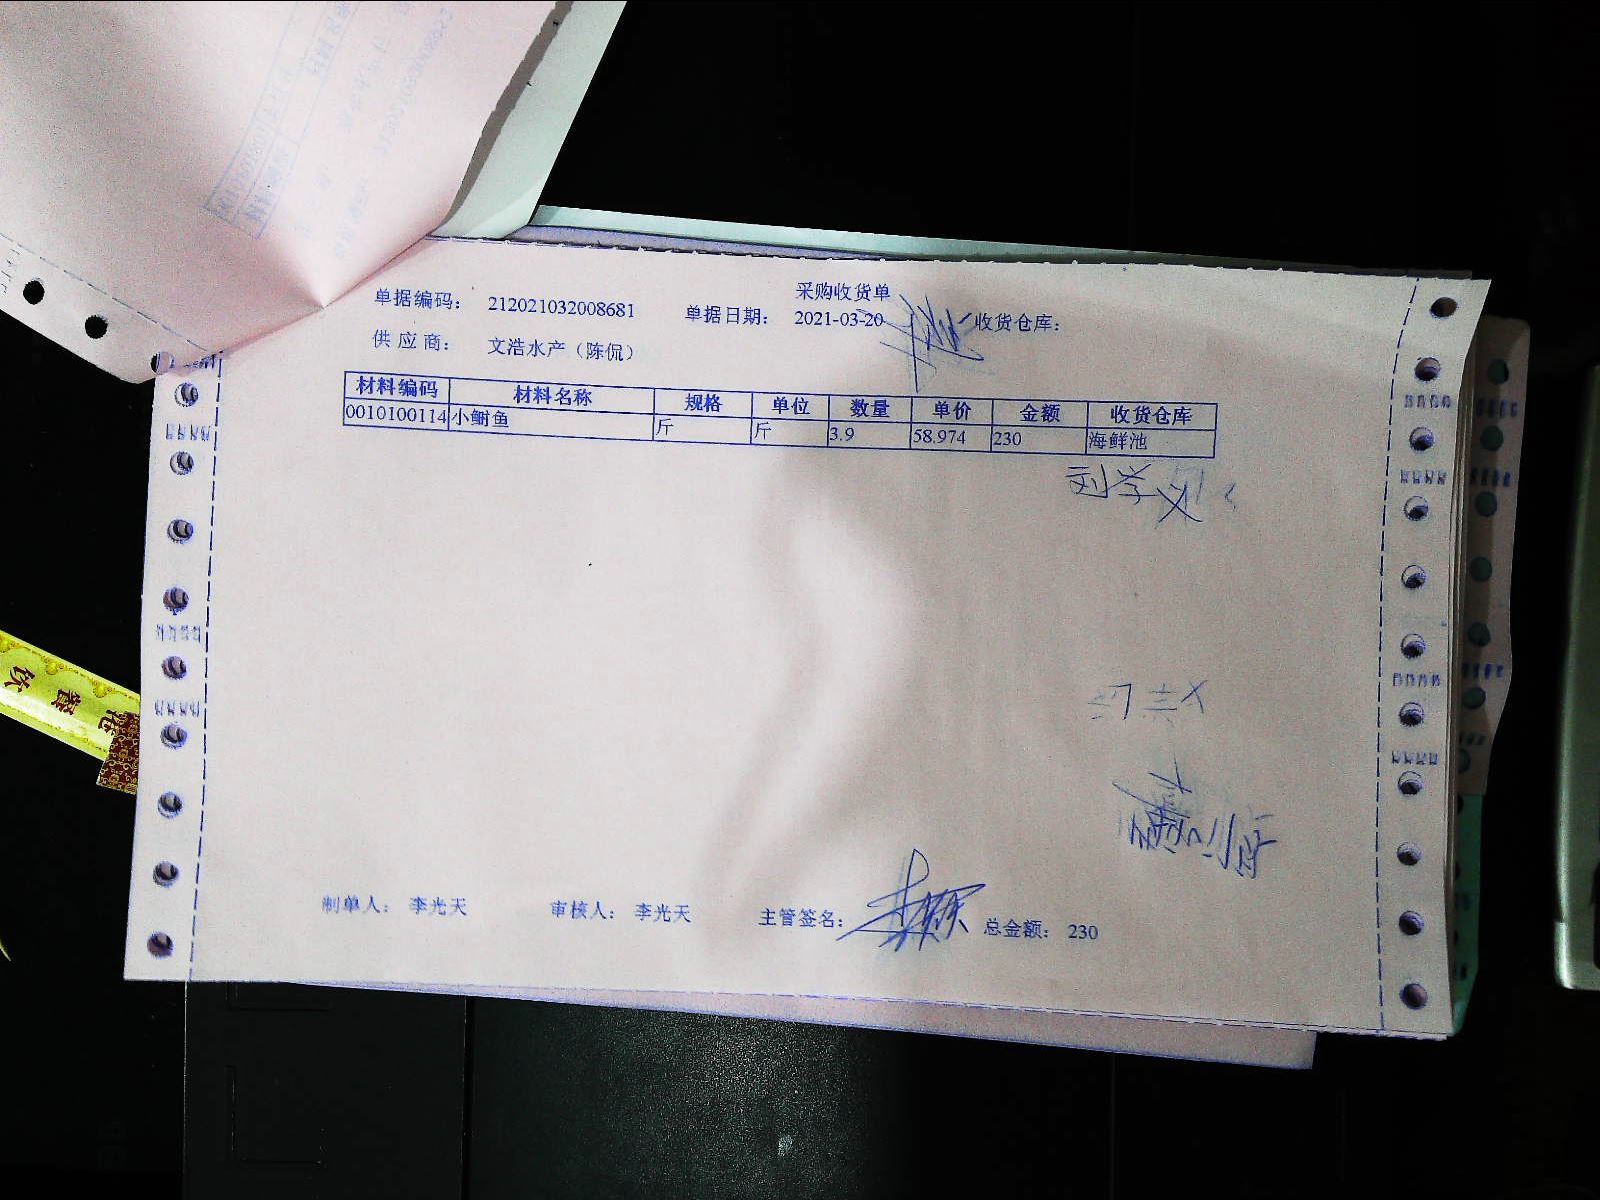 采购收货单
单据编码： 212021032008681 单据日期： 2021-03-20 收货仓库：
供 应 商： 文浩水产（陈侃）
材料编码 材料名称 规格 单位 数量 单价 金额 收货仓库
0010100114 小鲥鱼 斤 斤 3.9 58.974 230 海鲜池
刘学义
制单人： 李光天 审核人： 李光天 主管签名： 总金额： 230